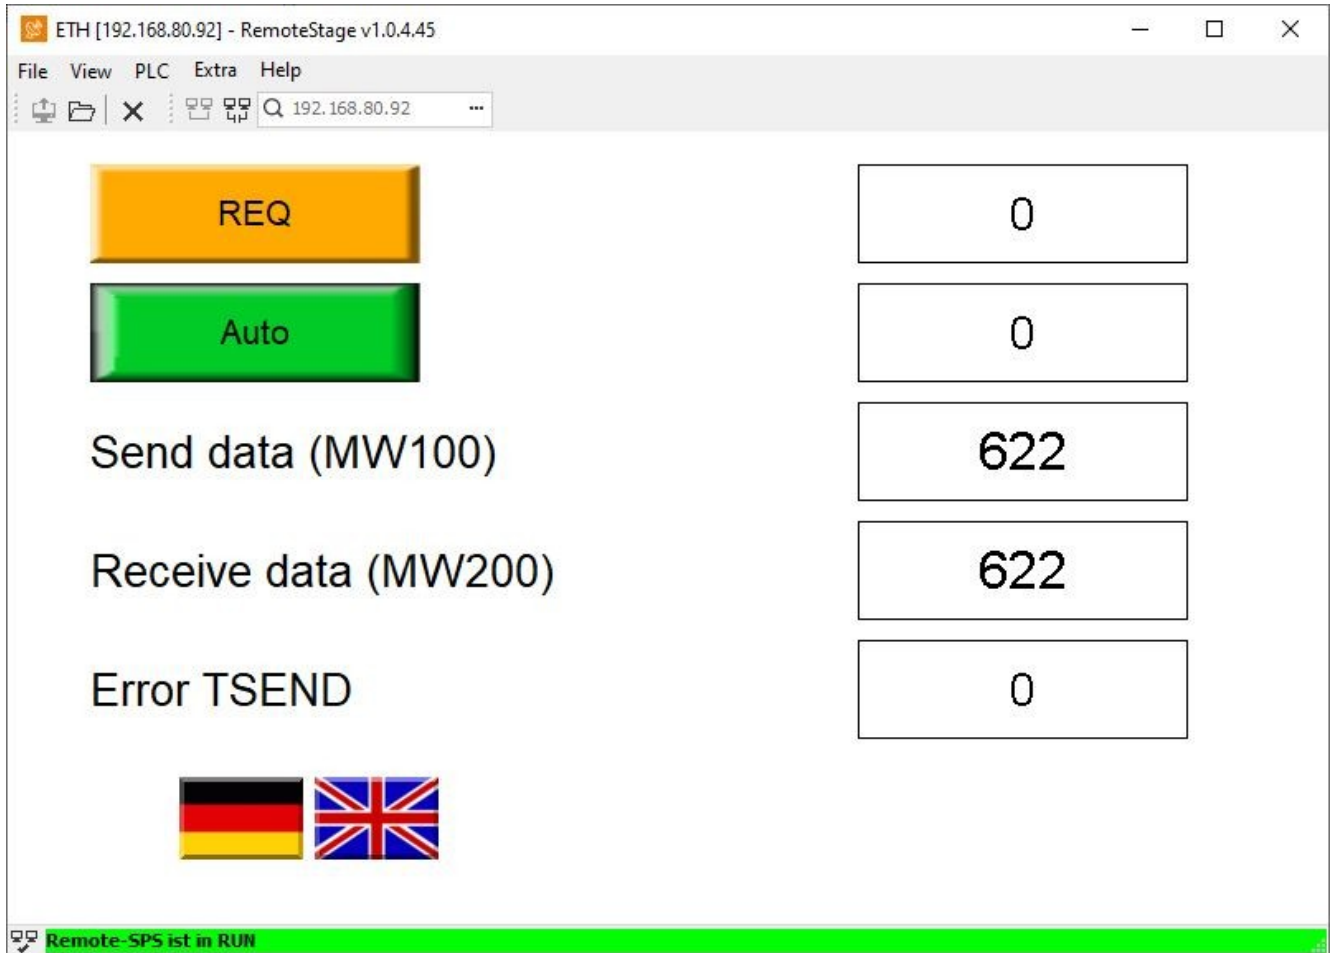 ETH [192.168.80.92] - RemoteStage v1.0.4.45
File View PLC Extra Help
192.168.80.92 ...
REQ 0
Auto 0
Send data (MW100) 622
Receive data (MW200) 622
Error TSEND 0
Remote-SPS ist in RUN